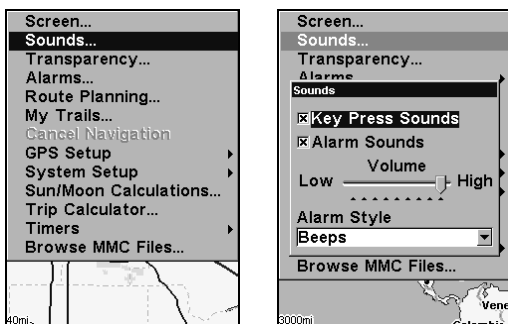 Screen...
Sounds...
Transparency...
Alarms...
Route Planning...
My Trails...
Cancel Navigation
GPS Setup
System Setup
Sun/Moon Calculations...
Trip Calculator...
Timers
Browse MMC Files...
40mi
Screen...
Sounds...
Transparency...
Alarms
Sounds
Key Press Sounds
Alarm Sounds
Volume
Low High
Alarm Style
Beeps
Browse MMC Files...
3000mi
Vene
Colombia